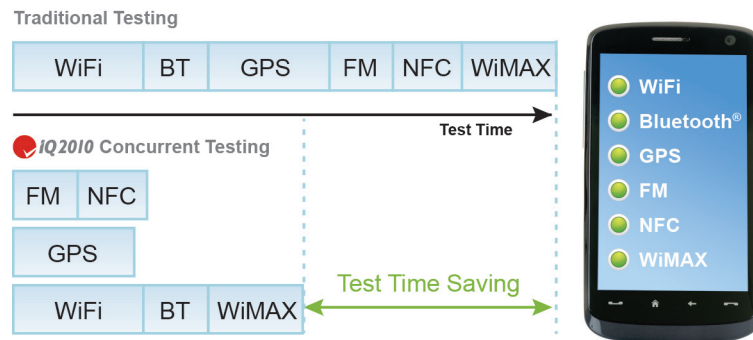 Traditional Testing
WiFi BT GPS FM NFC WiMAX
Test Time
iQ2010 Concurrent Testing
FM NFC
GPS
WiFi BT WiMAX
Test Time Saving
WiFi
Bluetooth®
GPS
FM
NFC
WiMAX